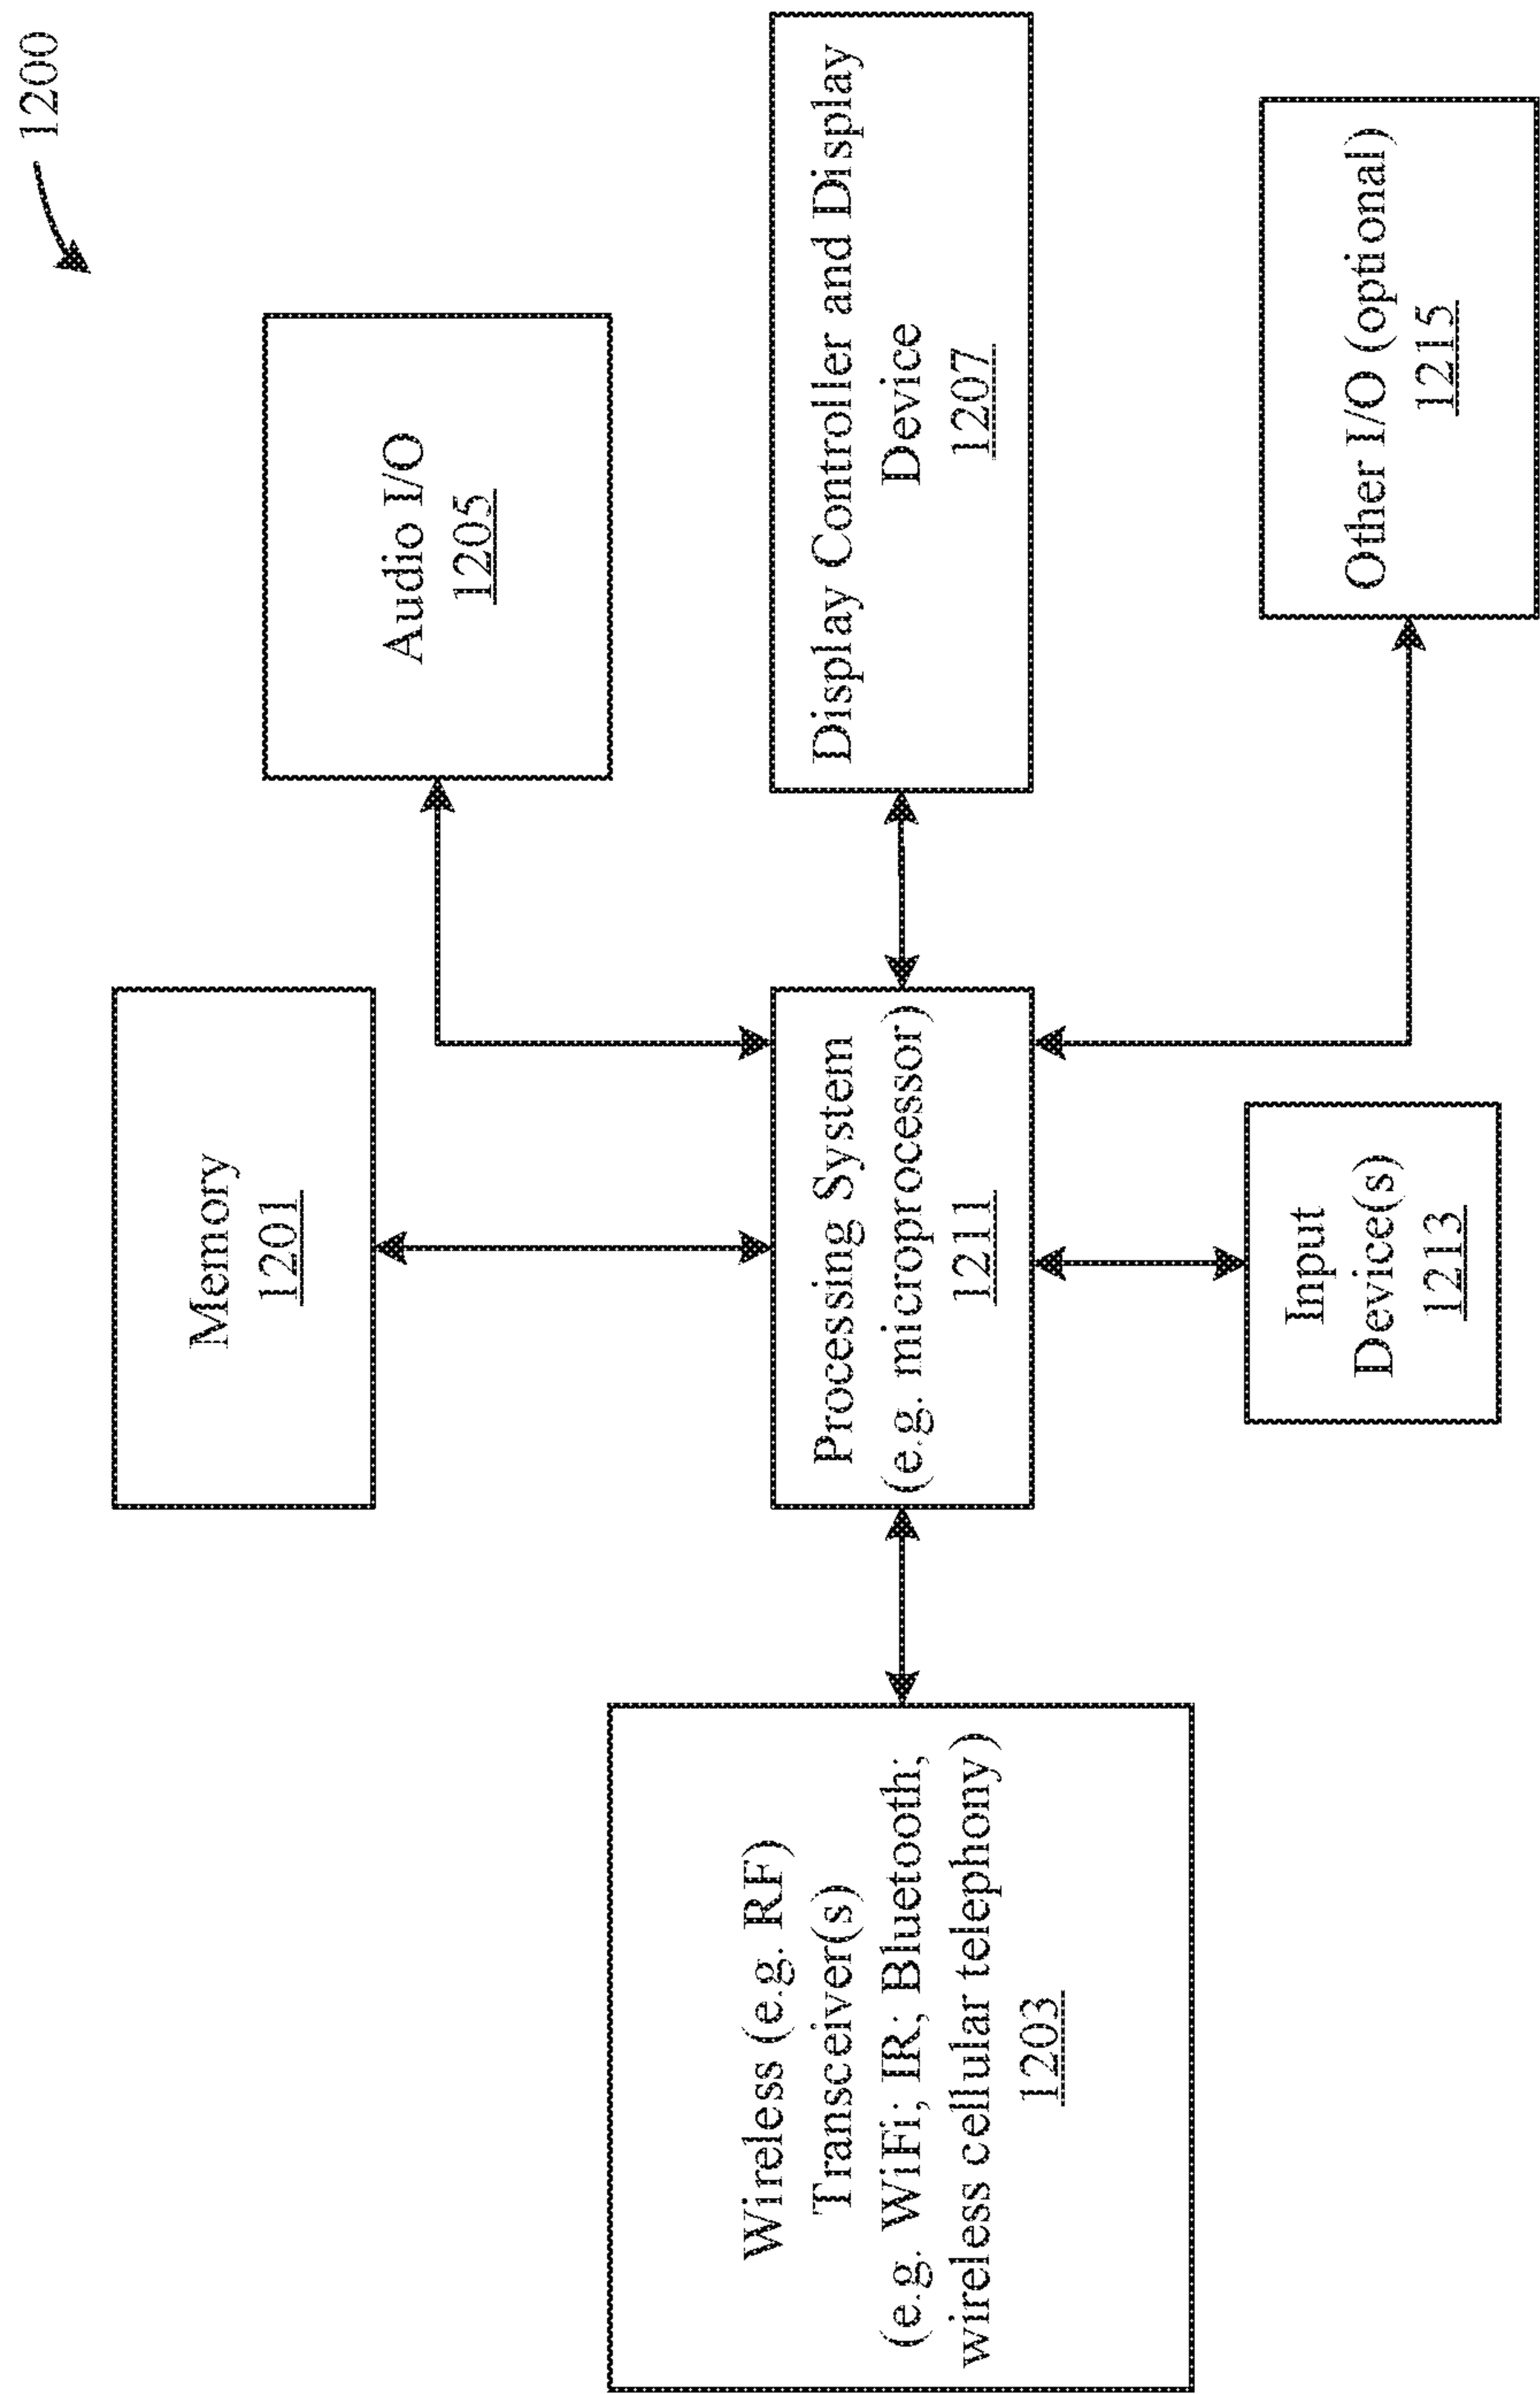 1200
Memory
1201
Audio I/O
1205
Wireless (e.g. RF)
Transceiver(s)
(e.g. WiFi; IR; Bluetooth;
wireless cellular telephony)
1203
Processing System
(e.g. microprocessor)
1211
Display Controller and Display
Device
1207
Input
Device(s)
1213
Other I/O (optional)
1215